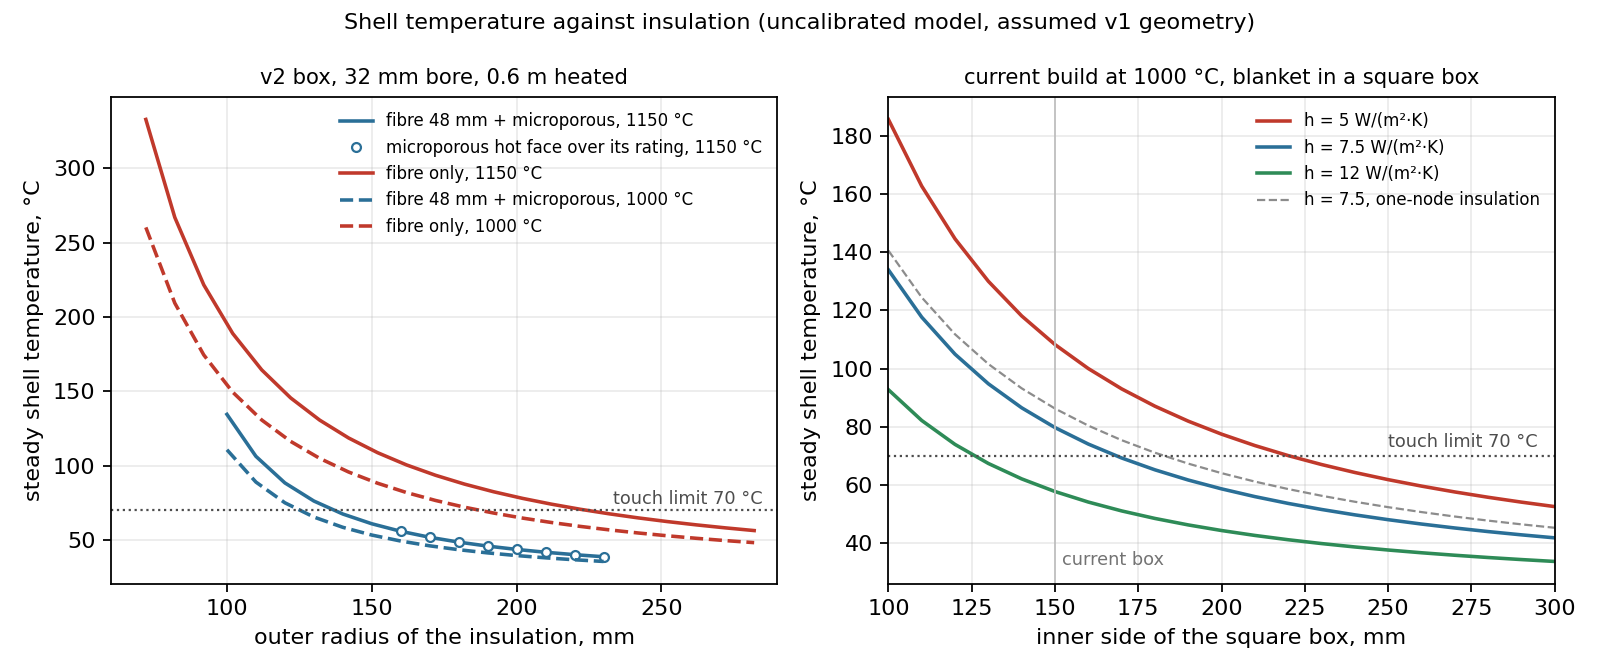 Shell temperature against insulation (uncalibrated model, assumed v1 geometry)
v2 box, 32 mm bore, 0.6 m heated
fibre 48 mm + microporous, 1150 °C
microporous hot face over its rating, 1150 °C
fibre only, 1150 °C
fibre 48 mm + microporous, 1000 °C
fibre only, 1000 °C
touch limit 70 °C
steady shell temperature, °C
300
250
200
150
100
50
100
150
200
250
outer radius of the insulation, mm
current build at 1000 °C, blanket in a square box
h = 5 W/(m²·K)
h = 7.5 W/(m²·K)
h = 12 W/(m²·K)
h = 7.5, one-node insulation
touch limit 70 °C
current box
steady shell temperature, °C
180
160
140
120
100
80
60
40
100
125
150
175
200
225
250
275
300
inner side of the square box, mm